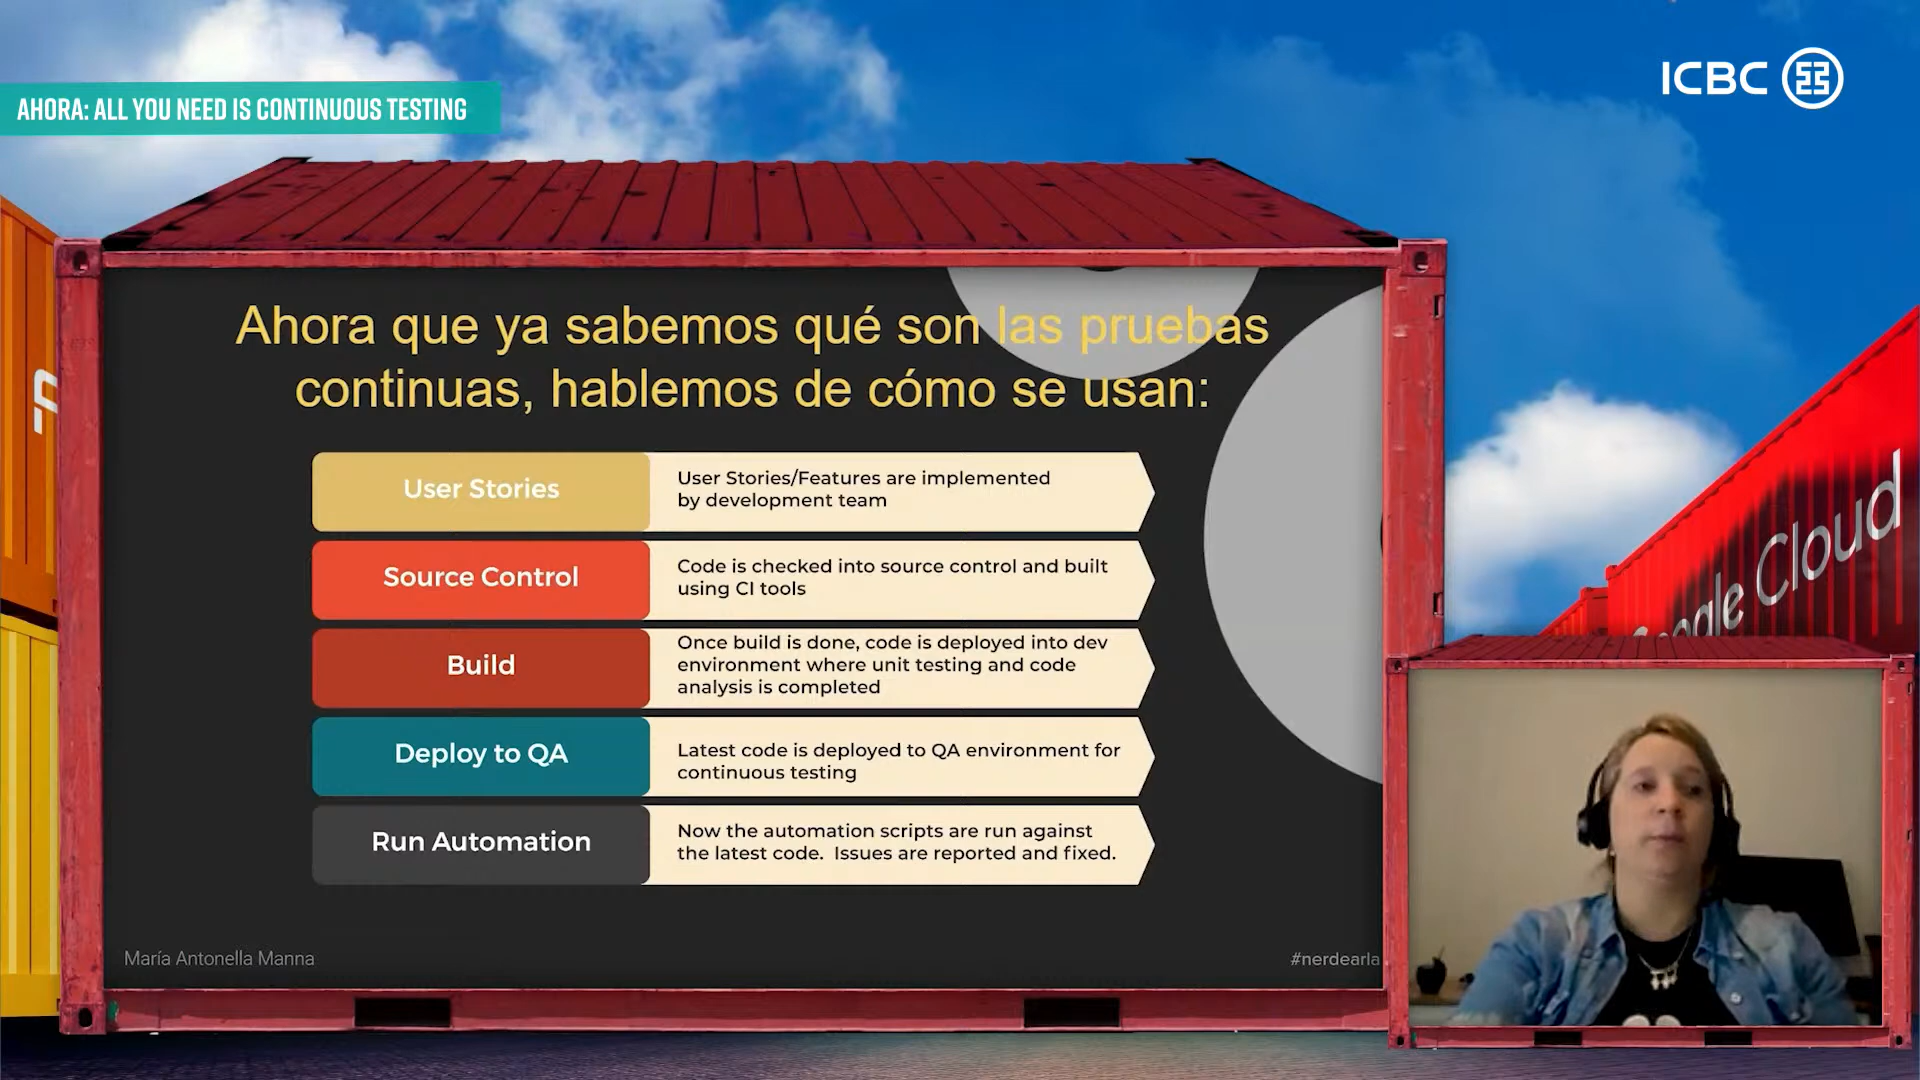 AHORA: ALL YOU NEED IS CONTINUOUS TESTING
ICBC
Ahora que ya sabemos qué son las pruebas
continuas, hablemos de cómo se usan:
User Stories
User Stories/Features are implemented
by development team
Source Control
Code is checked into source control and built
using CI tools
Build
Once build is done, code is deployed into dev
environment where unit testing and code
analysis is completed
Deploy to QA
Latest code is deployed to QA environment for
continuous testing
Run Automation
Now the automation scripts are run against
the latest code.  Issues are reported and fixed.
María Antonella Manna
#nerdearla
Google Cloud